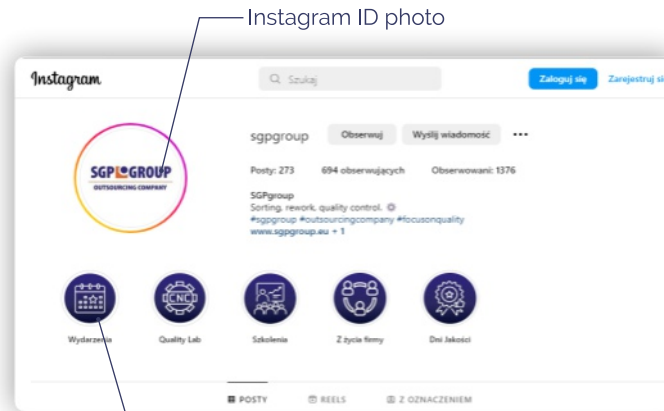 Instagram ID photo
Instagram
Szukaj
Zaloguj się
Zarejestruj si
SGP GROUP
OUTSOURCING COMPANY
sgpgroup
Obserwuj
Wyślij wiadomość
Posty: 273
694 obserwujących
Obserwowani: 1376
SGPgroup
Sorting, rework, quality control.
#sgpgroup #outsourcingcompany #focusonquality
www.sgpgroup.eu + 1
CNC
Wydarzenia
Quality Lab
Szkolenia
Z życia firmy
Dni Jakości
POSTY
REELS
Z OZNACZENIEM